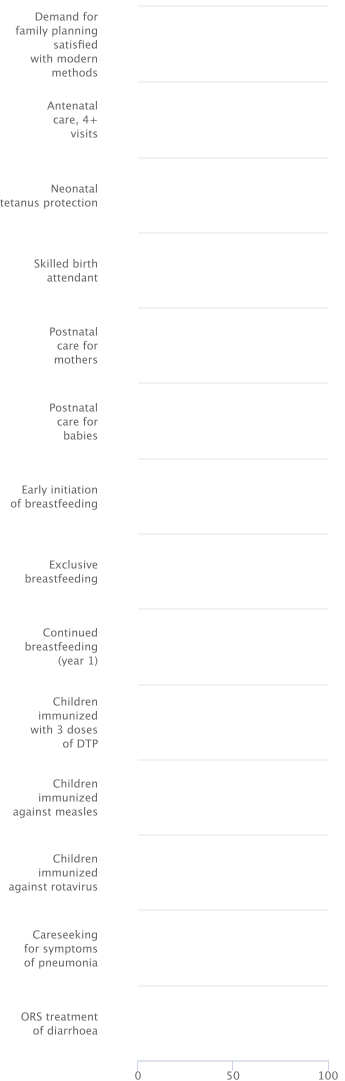 Demand for
family planning
satisfied
with modern
methods
Antenatal
care, 4+
visits
Neonatal
tetanus protection
Skilled birth
attendant
Postnatal
care for
mothers
Postnatal
care for
babies
Early initiation
of breastfeeding
Exclusive
breastfeeding
Continued
breastfeeding
(year 1)
Children
immunized
with 3 doses
of DTP
Children
immunized
against measles
Children
immunized
against rotavirus
Careseeking
for symptoms
of pneumonia
ORS treatment
of diarrhoea
0 50 100